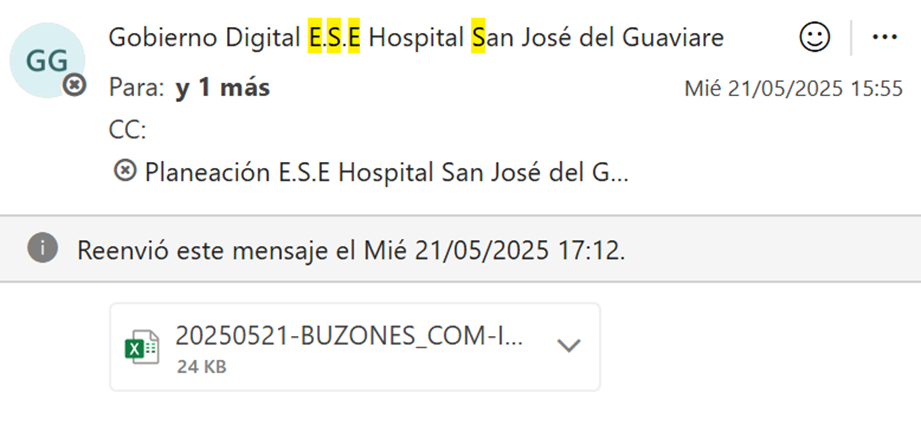 Gobierno Digital E.S.E Hospital San José del Guaviare
GG
Para: y 1 más
Mié 21/05/2025 15:55
CC:
Planeación E.S.E Hospital San José del G...
i
Reenvió este mensaje el Mié 21/05/2025 17:12.
20250521-BUZONES_COM-I...
24 KB